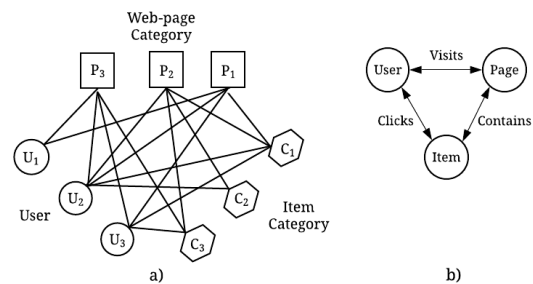 Web-page
Category
P3 P2 P1
U1
U2
U3
C1
C2
C3
User
Item
Category
a)
User
Visits
Page
Clicks
Contains
Item
b)